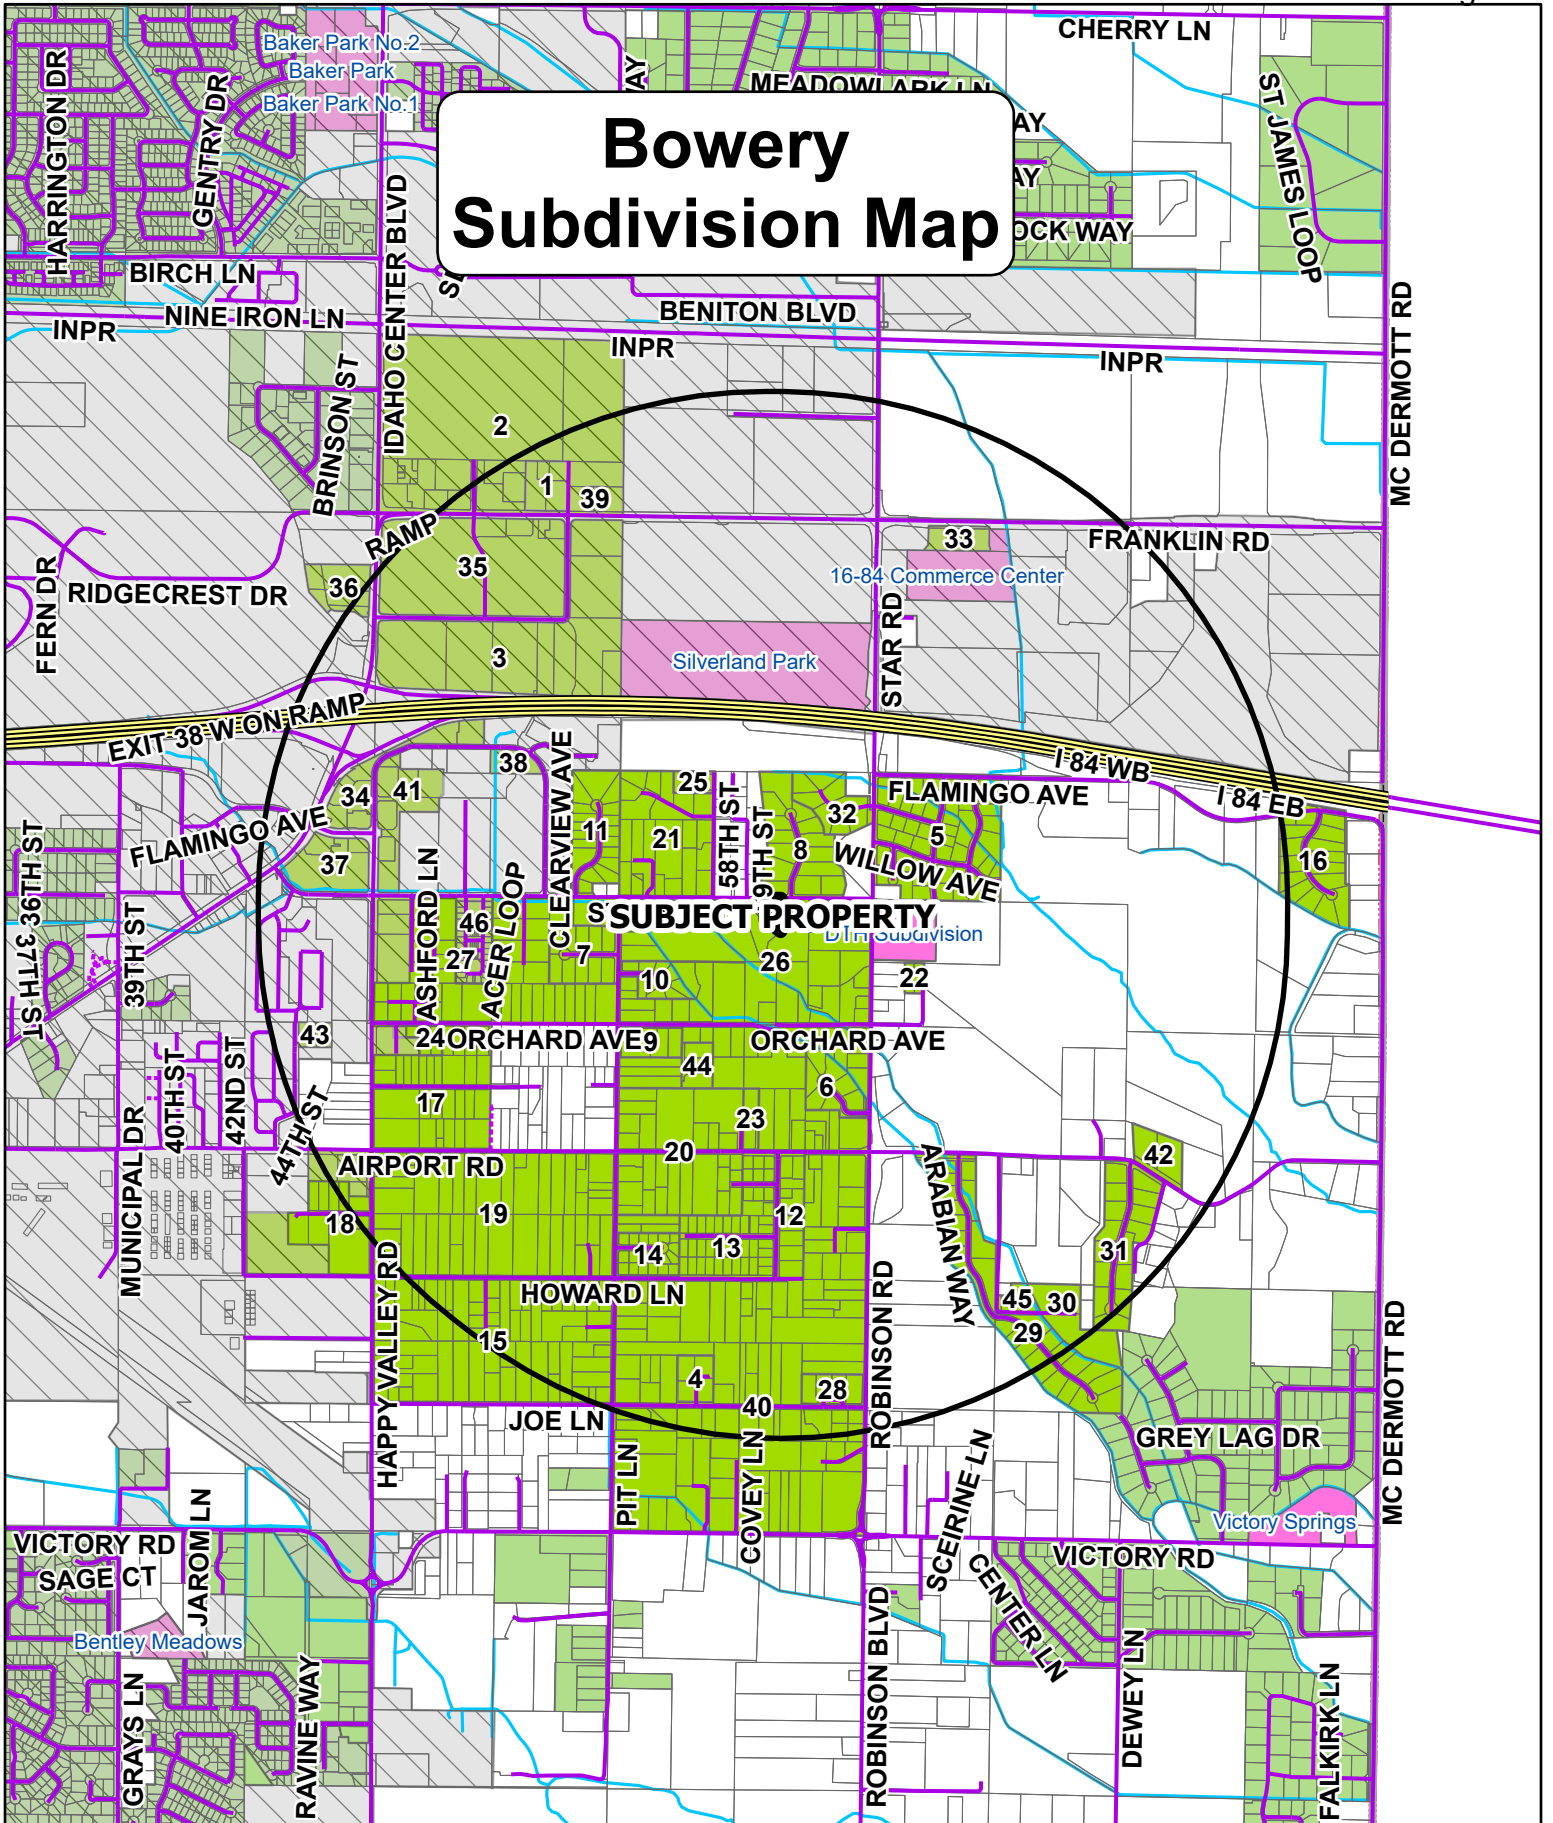 CHERRY LN
Baker Park No.2
Baker Park
Baker Park No.1
HARRINGTON DR
GENTRY DR
AY
MEADOWLARK LN
AY
AY
OCK WAY
ST JAMES LOOP
Bowery
Subdivision Map
BIRCH LN
IDAHO CENTER BLVD
NINE IRON LN
INPR
BENITON BLVD
INPR
INPR
MC DERMOTT RD
BRINSON ST
2
1
39
RAMP
35
36
33
FRANKLIN RD
16-84 Commerce Center
FERN DR
RIDGECREST DR
3
Silverland Park
STAR RD
EXIT 38 W ON RAMP
I 84 WB
I 84 EB
38
CLEARVIEW AVE
34
41
25
58TH ST
9TH ST
32
FLAMINGO AVE
5
11
21
8
WILLOW AVE
16
FLAMINGO AVE
37
36TH ST
37TH ST
39TH ST
ASHFORD LN
46
27
ACER LOOP
7
S
SUBJECT PROPERTY
DTH Subdivision
26
10
22
43
24
ORCHARD AVE
9
ORCHARD AVE
44
6
40TH ST
42ND ST
44TH ST
17
23
20
MUNICIPAL DR
AIRPORT RD
18
19
12
14
13
ARABIAN WAY
42
31
HAPPY VALLEY RD
HOWARD LN
45
30
29
15
4
28
40
ROBINSON RD
JOE LN
MC DERMOTT RD
GREY LAG DR
PIT LN
COVEY LN
SCEIRINE LN
Victory Springs
VICTORY RD
SAGE CT
JAROM LN
VICTORY RD
CENTER LN
Bentley Meadows
GRAYS LN
RAVINE WAY
ROBINSON BLVD
DEWEY LN
FALKIRK LN